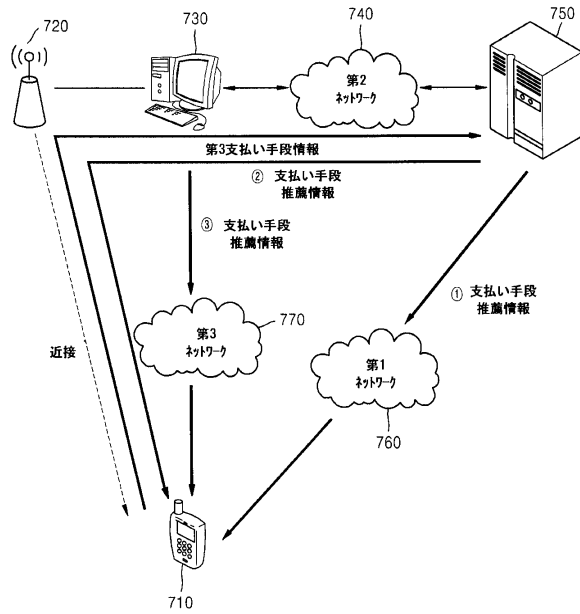 720
730
740
750
第2
ネットワーク
第3支払い手段情報
② 支払い手段
推薦情報
③ 支払い手段
推薦情報
① 支払い手段
推薦情報
770
第3
ネットワーク
近接
第1
ネットワーク
760
710